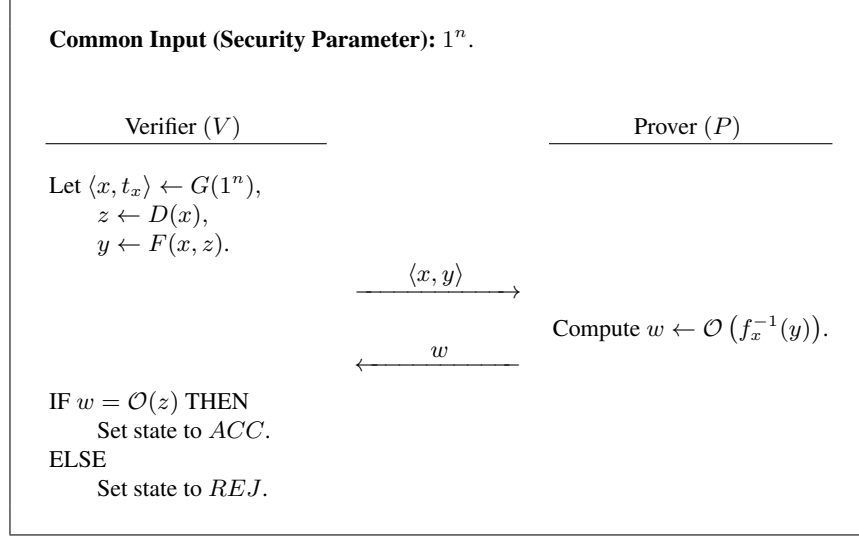 Common Input (Security Parameter): 1^n.
Verifier (V) Prover (P)
Let ⟨x, t_x⟩ ← G(1^n),
z ← D(x),
y ← F(x, z).
⟨x, y⟩
Compute w ← 𝒪(f_x^{-1}(y)).
w
IF w = 𝒪(z) THEN
Set state to ACC.
ELSE
Set state to REJ.